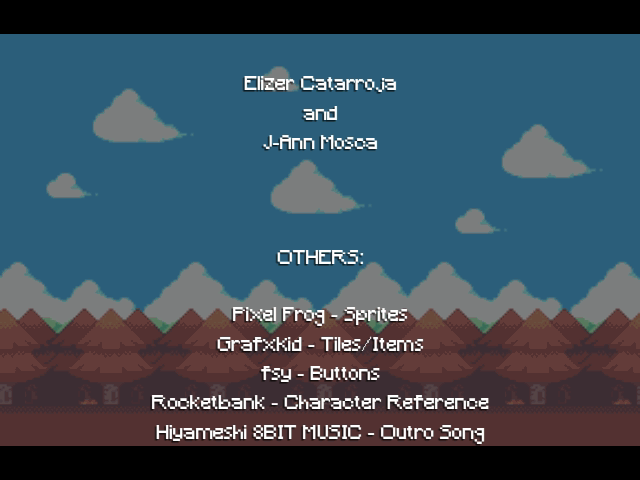 Elizer Catarroja
and
J-Ann Mosca
OTHERS:
Pixel Frog - Sprites
GrafxKid - Tiles/Items
fsy - Buttons
Rocketbank - Character Reference
Hiyameshi 8BIT MUSIC - Outro Song